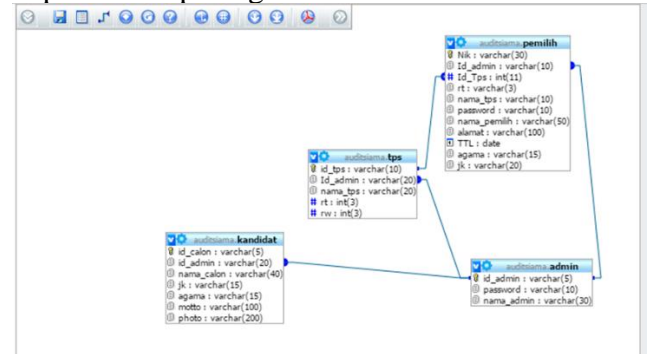 auditsiama.pemilih
Nik : varchar(30)
Id_admin : varchar(10)
Id_Tps : int(11)
rt : varchar(3)
nama_tps : varchar(10)
password : varchar(10)
nama_pemilih : varchar(50)
alamat : varchar(100)
TTL : date
agama : varchar(15)
jk : varchar(20)
auditsiama.tps
id_tps : varchar(10)
Id_admin : varchar(20)
nama_tps : varchar(20)
rt : int(3)
rw : int(3)
auditsiama.kandidat
id_calon : varchar(5)
id_admin : varchar(20)
nama_calon : varchar(40)
jk : varchar(15)
agama : varchar(15)
motto : varchar(100)
photo : varchar(200)
auditsiama.admin
id_admin : varchar(5)
password : varchar(10)
nama_admin : varchar(30)